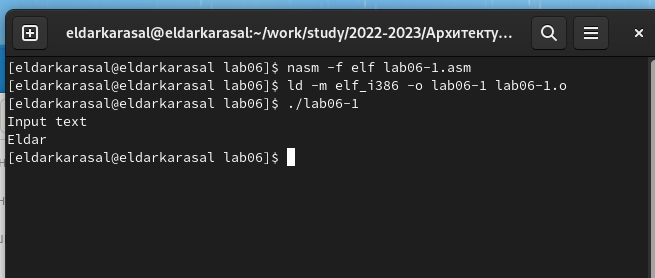 eldarkarasal@eldarkarasal:~/work/study/2022-2023/Архитекту...
[eldarkarasal@eldarkarasal lab06]$ nasm -f elf lab06-1.asm
[eldarkarasal@eldarkarasal lab06]$ ld -m elf_i386 -o lab06-1 lab06-1.o
[eldarkarasal@eldarkarasal lab06]$ ./lab06-1
Input text
Eldar
[eldarkarasal@eldarkarasal lab06]$